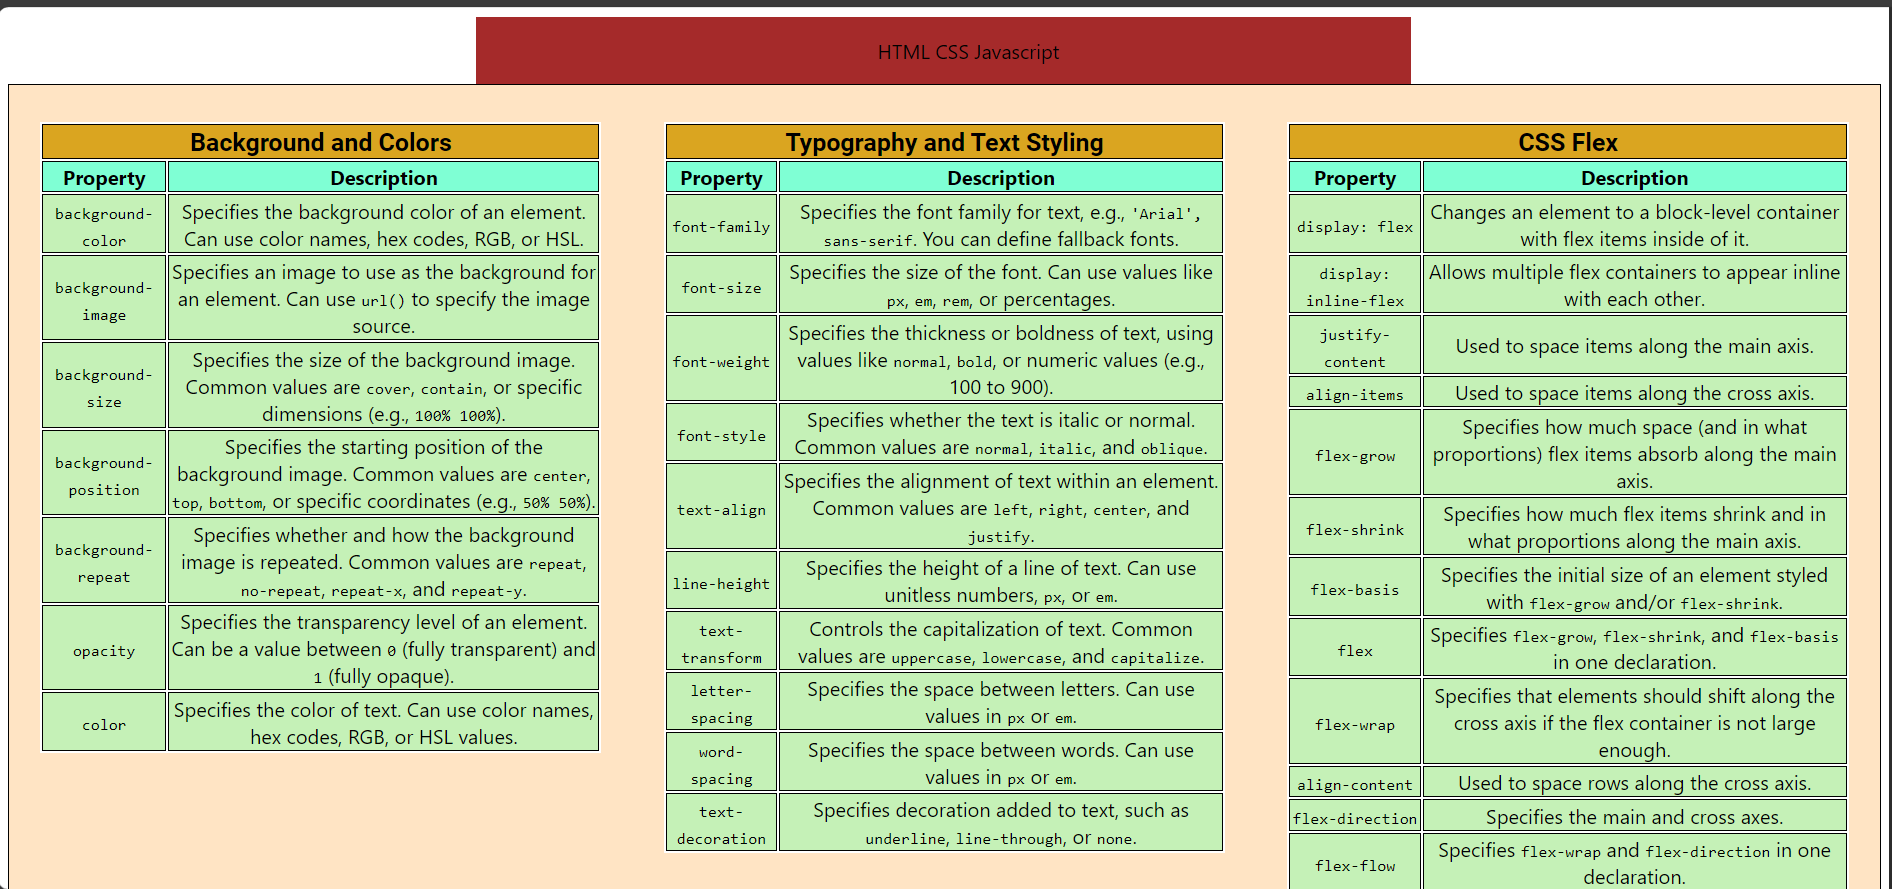 HTML CSS Javascript
Background and Colors
Property Description
background-
color
Specifies the background color of an element.
Can use color names, hex codes, RGB, or HSL.
background-
image
Specifies an image to use as the background for
an element. Can use url() to specify the image
source.
background-
size
Specifies the size of the background image.
Common values are cover, contain, or specific
dimensions (e.g., 100% 100%).
background-
position
Specifies the starting position of the
background image. Common values are center,
top, bottom, or specific coordinates (e.g., 50% 50%).
background-
repeat
Specifies whether and how the background
image is repeated. Common values are repeat,
no-repeat, repeat-x, and repeat-y.
opacity
Specifies the transparency level of an element.
Can be a value between 0 (fully transparent) and
1 (fully opaque).
color
Specifies the color of text. Can use color names,
hex codes, RGB, or HSL values.
Typography and Text Styling
Property Description
font-family
Specifies the font family for text, e.g., 'Arial',
sans-serif. You can define fallback fonts.
font-size
Specifies the size of the font. Can use values like
px, em, rem, or percentages.
font-weight
Specifies the thickness or boldness of text, using
values like normal, bold, or numeric values (e.g.,
100 to 900).
font-style
Specifies whether the text is italic or normal.
Common values are normal, italic, and oblique.
text-align
Specifies the alignment of text within an element.
Common values are left, right, center, and
justify.
line-height
Specifies the height of a line of text. Can use
unitless numbers, px, or em.
text-
transform
Controls the capitalization of text. Common
values are uppercase, lowercase, and capitalize.
letter-
spacing
Specifies the space between letters. Can use
values in px or em.
word-
spacing
Specifies the space between words. Can use
values in px or em.
text-
decoration
Specifies decoration added to text, such as
underline, line-through, or none.
CSS Flex
Property Description
display: flex
Changes an element to a block-level container
with flex items inside of it.
display:
inline-flex
Allows multiple flex containers to appear inline
with each other.
justify-
content
Used to space items along the main axis.
align-items
Used to space items along the cross axis.
flex-grow
Specifies how much space (and in what
proportions) flex items absorb along the main
axis.
flex-shrink
Specifies how much flex items shrink and in
what proportions along the main axis.
flex-basis
Specifies the initial size of an element styled
with flex-grow and/or flex-shrink.
flex
Specifies flex-grow, flex-shrink, and flex-basis
in one declaration.
flex-wrap
Specifies that elements should shift along the
cross axis if the flex container is not large
enough.
align-content
Used to space rows along the cross axis.
flex-direction
Specifies the main and cross axes.
flex-flow
Specifies flex-wrap and flex-direction in one
declaration.